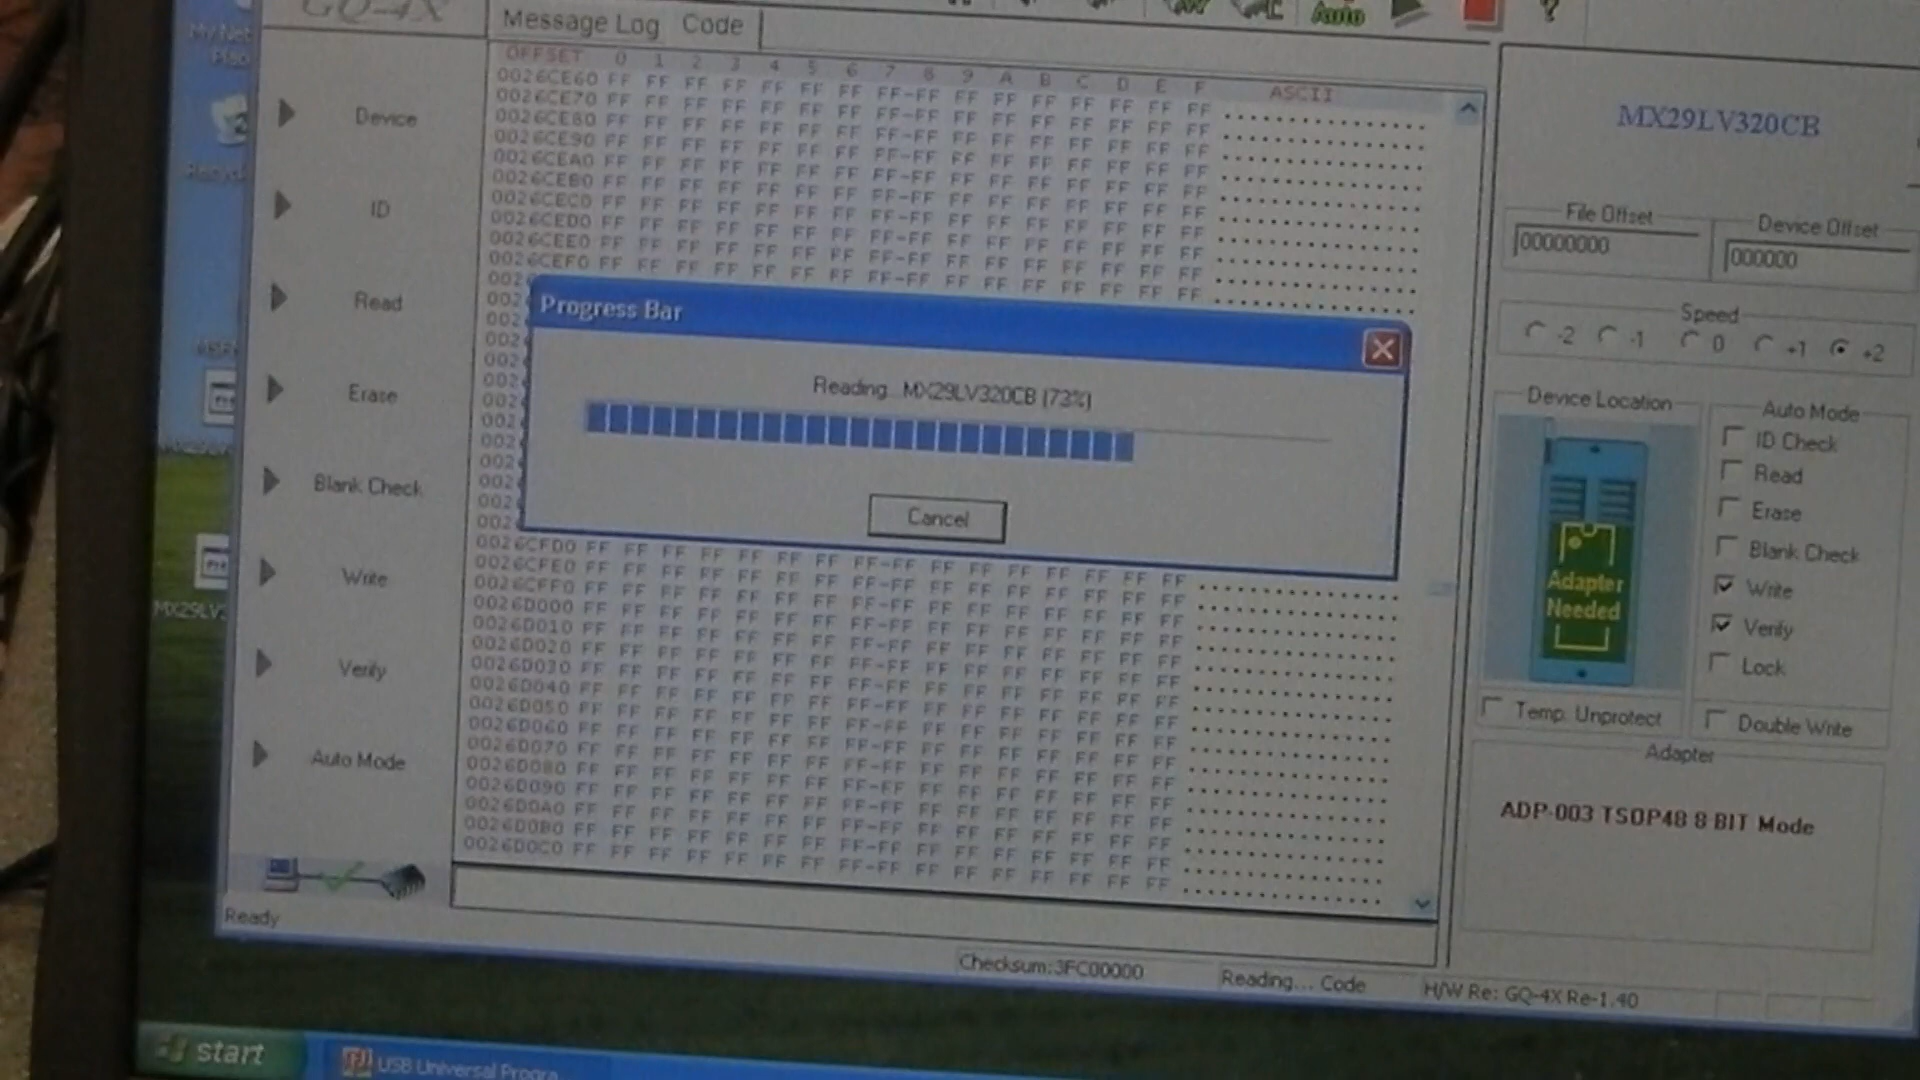 GQ-4X
Message Log Code
Auto
OFFSET 0 1 2 3 4 5 6 7 8 9 A B C D E F ASCII
0026CE60 FF FF FF FF FF FF FF FF-FF FF FF FF FF FF FF FF ................
0026CE70 FF FF FF FF FF FF FF FF-FF FF FF FF FF FF FF FF ................
0026CE80 FF FF FF FF FF FF FF FF-FF FF FF FF FF FF FF FF ................
0026CE90 FF FF FF FF FF FF FF FF-FF FF FF FF FF FF FF FF ................
0026CEA0 FF FF FF FF FF FF FF FF-FF FF FF FF FF FF FF FF ................
0026CEB0 FF FF FF FF FF FF FF FF-FF FF FF FF FF FF FF FF ................
0026CEC0 FF FF FF FF FF FF FF FF-FF FF FF FF FF FF FF FF ................
0026CED0 FF FF FF FF FF FF FF FF-FF FF FF FF FF FF FF FF ................
0026CEE0 FF FF FF FF FF FF FF FF-FF FF FF FF FF FF FF FF ................
0026CEF0 FF FF FF FF FF FF FF FF-FF FF FF FF FF FF FF FF ................
Progress Bar
Reading MX29LV320CB (73%)
Cancel
0026CFD0 FF FF FF FF FF FF FF FF-FF FF FF FF FF FF FF FF ................
0026CFE0 FF FF FF FF FF FF FF FF-FF FF FF FF FF FF FF FF ................
0026CFF0 FF FF FF FF FF FF FF FF-FF FF FF FF FF FF FF FF ................
0026D000 FF FF FF FF FF FF FF FF-FF FF FF FF FF FF FF FF ................
0026D010 FF FF FF FF FF FF FF FF-FF FF FF FF FF FF FF FF ................
0026D020 FF FF FF FF FF FF FF FF-FF FF FF FF FF FF FF FF ................
0026D030 FF FF FF FF FF FF FF FF-FF FF FF FF FF FF FF FF ................
0026D040 FF FF FF FF FF FF FF FF-FF FF FF FF FF FF FF FF ................
0026D050 FF FF FF FF FF FF FF FF-FF FF FF FF FF FF FF FF ................
0026D060 FF FF FF FF FF FF FF FF-FF FF FF FF FF FF FF FF ................
0026D070 FF FF FF FF FF FF FF FF-FF FF FF FF FF FF FF FF ................
0026D080 FF FF FF FF FF FF FF FF-FF FF FF FF FF FF FF FF ................
0026D090 FF FF FF FF FF FF FF FF-FF FF FF FF FF FF FF FF ................
0026D0A0 FF FF FF FF FF FF FF FF-FF FF FF FF FF FF FF FF ................
0026D0B0 FF FF FF FF FF FF FF FF-FF FF FF FF FF FF FF FF ................
0026D0C0 FF FF FF FF FF FF FF FF-FF FF FF FF FF FF FF FF ................
Device
ID
Read
Erase
Blank Check
Write
Verify
Auto Mode
Ready
MX29LV320CB
File Offset Device Offset
00000000 000000
Speed
-2 -1 0 +1 +2
Device Location
Adapter
Needed
Auto Mode
ID Check
Read
Erase
Blank Check
Write
Verify
Lock
Temp. Unprotect Double Write
Adapter
ADP-003 TSOP48 8 BIT Mode
Checksum:3FC00000 Reading... Code H/W Re: GQ-4X Re-1.40
My Net
Plac
Recycl
MX29LV3
start USB Universal Progra